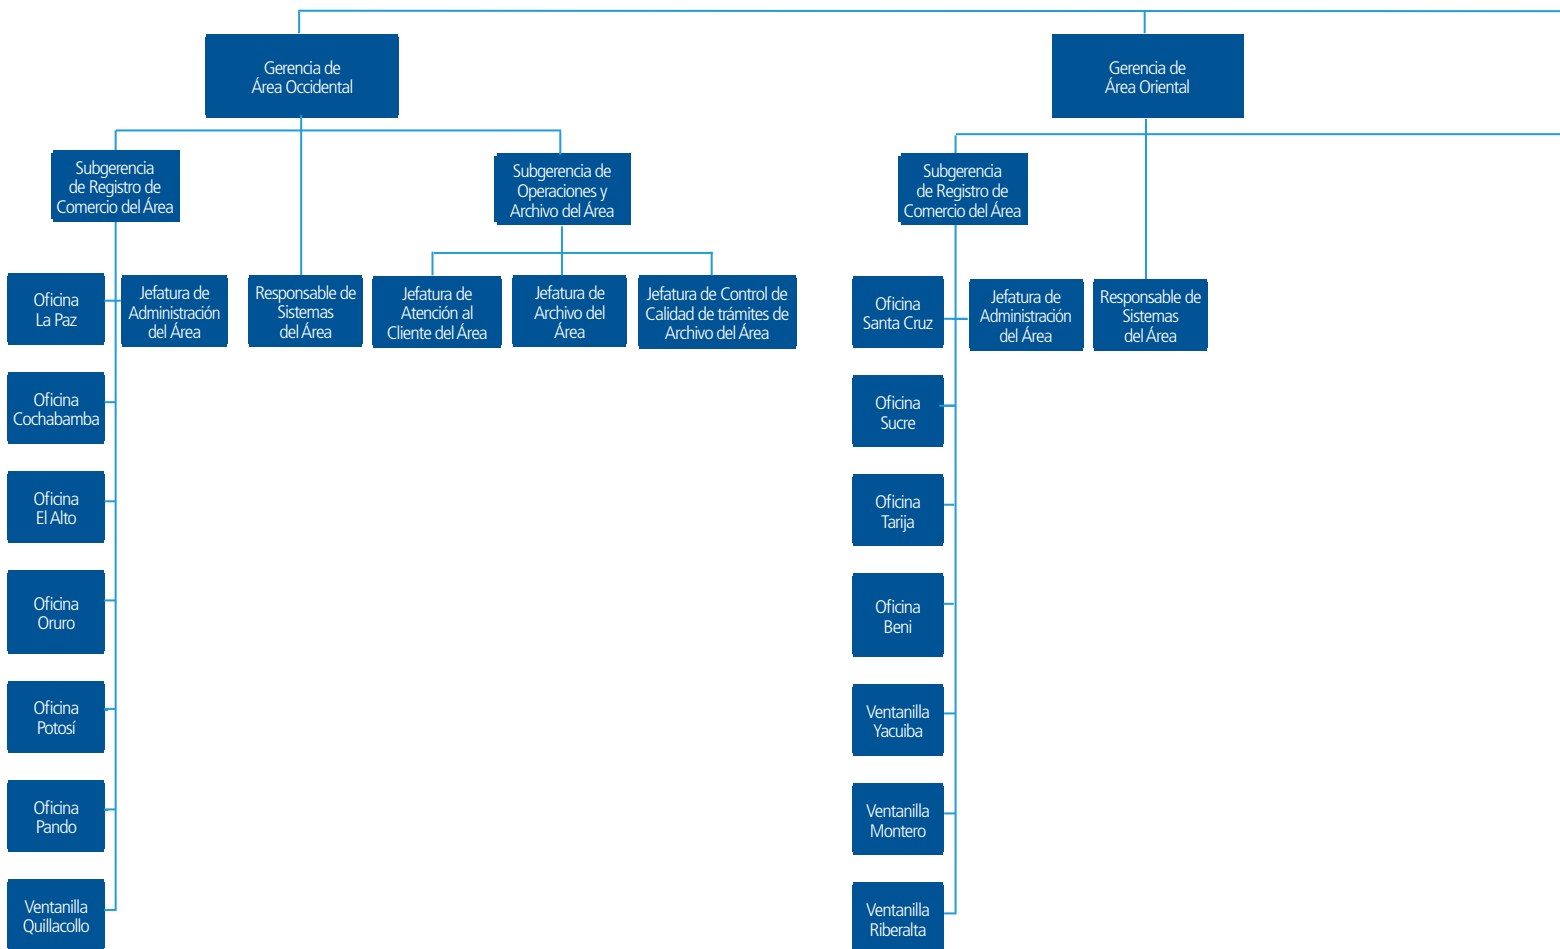 Gerencia de
Área Occidental
Gerencia de
Área Oriental
Subgerencia
de Registro de
Comercio del Área
Subgerencia de
Operaciones y
Archivo del Área
Subgerencia
de Registro de
Comercio del Área
Oficina
La Paz
Jefatura de
Administración
del Área
Responsable de
Sistemas
del Área
Jefatura de
Atención al
Cliente del Área
Jefatura de
Archivo del
Área
Jefatura de Control de
Calidad de trámites de
Archivo del Área
Oficina
Santa Cruz
Jefatura de
Administración
del Área
Responsable de
Sistemas
del Área
Oficina
Cochabamba
Oficina
Sucre
Oficina
El Alto
Oficina
Tarija
Oficina
Oruro
Oficina
Beni
Oficina
Potosí
Ventanilla
Yacuiba
Oficina
Pando
Ventanilla
Montero
Ventanilla
Quillacollo
Ventanilla
Riberalta